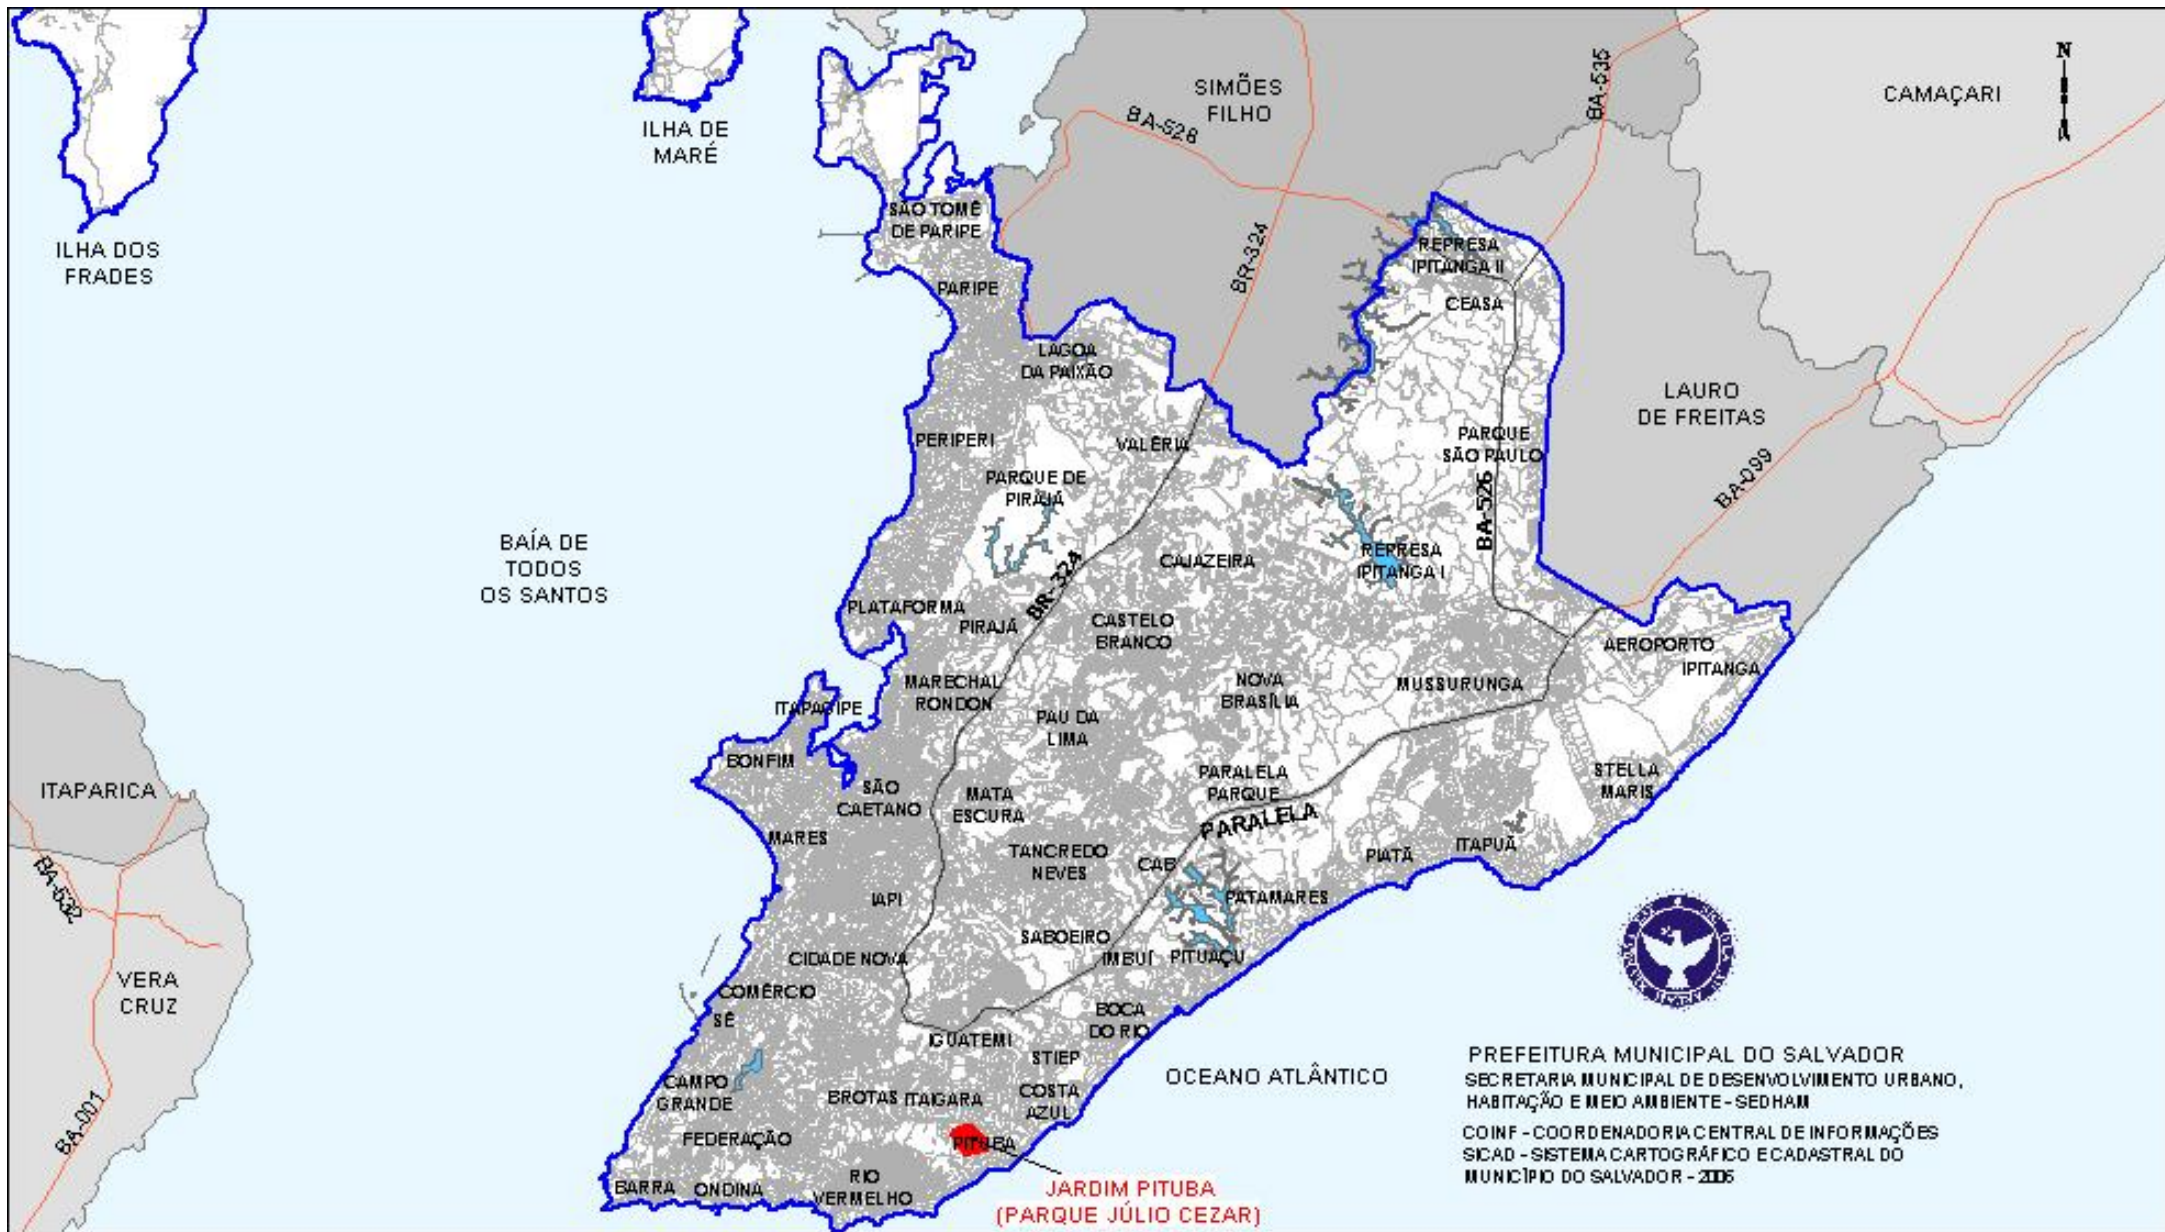 N
SIMÕES
FILHO
CAMAÇARI
BA-535
BA-526
ILHA DE
MARÉ
ILHA DOS
FRADES
SÃO TOMÉ
DE PARIPE
BR-324
REPRESA
IPITANGA II
PARIPE
CEASA
LAGOA
DA PAIXÃO
LAURO
DE FREITAS
PERIPERI
VALÉRIA
PARQUE
SÃO PAULO
PARQUE DE
PIRAJÁ
BA-099
BA-526
BAÍA DE
TODOS
OS SANTOS
CAJAZEIRA
REPRESA
IPITANGA I
BR-324
PLATAFORMA
PIRAJÁ
CASTELO
BRANCO
AEROPORTO
IPITANGA
MARECHAL
RONDON
NOVA
BRASÍLIA
MUSSURUNGA
ITAPAGIPE
PAU DA
LIMA
BONFIM
PARALELA
PARQUE
STELLA
MARIS
ITAPARICA
SÃO
CAETANO
MATA
ESCURA
PARALELA
MARES
TANCREDO
NEVES
CAB
PIATÃ
ITAPUÃ
BA-532
IAPI
PATAMARES
SABOEIRO
CIDADE NOVA
IMBUÍ
PITUAÇU
VERA
CRUZ
COMÉRCIO
SÉ
BOCA
DO RIO
IGUATEMI
STIEP
OCEANO ATLÂNTICO
CAMPO
GRANDE
BROTAS
ITAIGARA
COSTA
AZUL
BA-001
FEDERAÇÃO
PITUBA
BARRA
ONDINA
RIO
VERMELHO
JARDIM PITUBA
(PARQUE JÚLIO CEZAR)
PREFEITURA MUNICIPAL DO SALVADOR
SECRETARIA MUNICIPAL DE DESENVOLVIMENTO URBANO,
HABITAÇÃO E MEIO AMBIENTE - SEDHAM
COINF - COORDENADORIA CENTRAL DE INFORMAÇÕES
SICAD - SISTEMA CARTOGRÁFICO E CADASTRAL DO
MUNICÍPIO DO SALVADOR - 2006